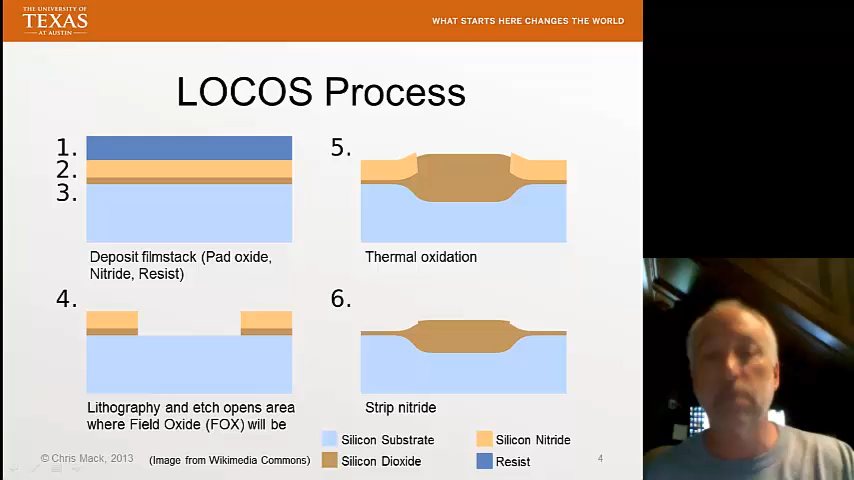 THE UNIVERSITY OF
TEXAS
AT AUSTIN
WHAT STARTS HERE CHANGES THE WORLD
LOCOS Process
1.
2.
3.
Deposit filmstack (Pad oxide,
Nitride, Resist)
5.
Thermal oxidation
4.
Lithography and etch opens area
where Field Oxide (FOX) will be
6.
Strip nitride
Silicon Substrate
Silicon Nitride
Silicon Dioxide
Resist
© Chris Mack, 2013
(Image from Wikimedia Commons)
4